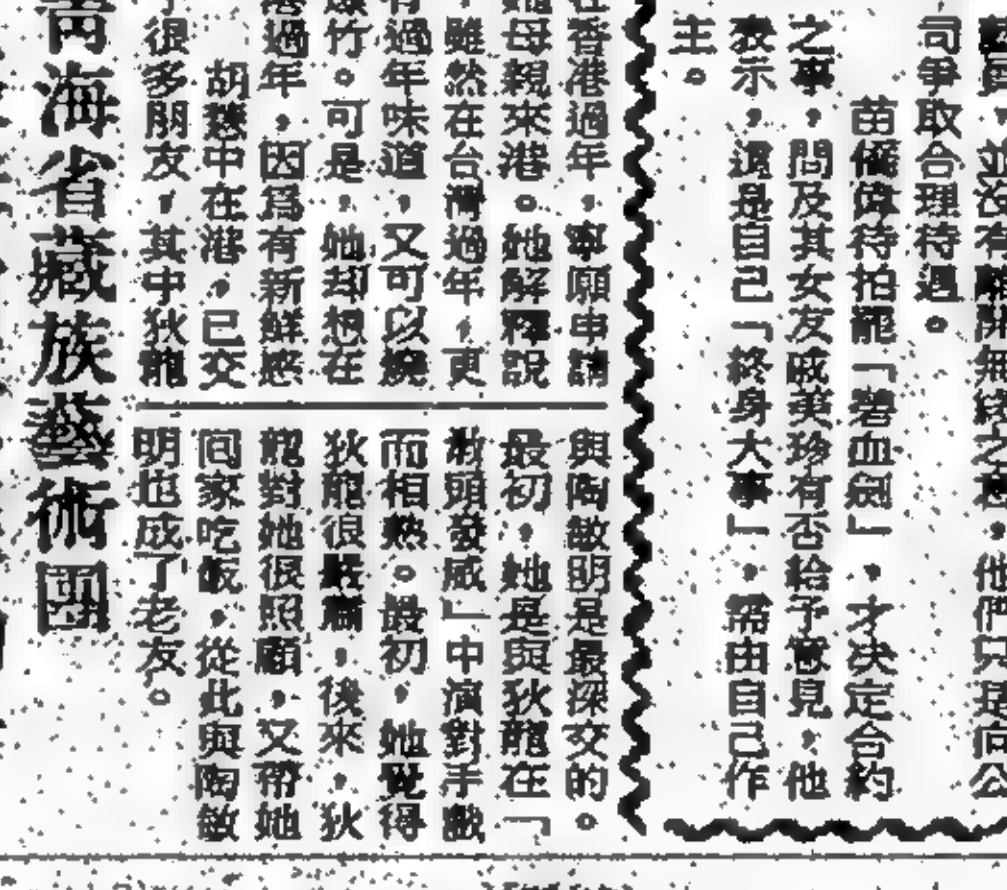 並沒有離開無綫之意，他們只是向公
司爭取合理待遇。
苗僑偉待拍罷「碧血劍」，才决定合約
之事，問及其女友戚美珍有否給予意見，他
表示，還是自己「終身大事」，需由自己作
主。
在香港過年，寧願申請
她母親來港。她解釋說
，雖然在台灣過年，更
有過年味道，又可以燒
爆竹。可是，她却想在
港過年，因爲有新鮮感
胡慧中在港，已交
了很多朋友，其中狄龍
與陶敏明是最深交的。
最初，她是與狄龍在「
頭發威」中演對手戲
而相熟。最初，她覺得
狄龍很嚴肅，後來，狄
龍對她很照顧，又帶她
囘家吃飯，從此與陶敏
明也成了老友。
靑海省藏族藝術團